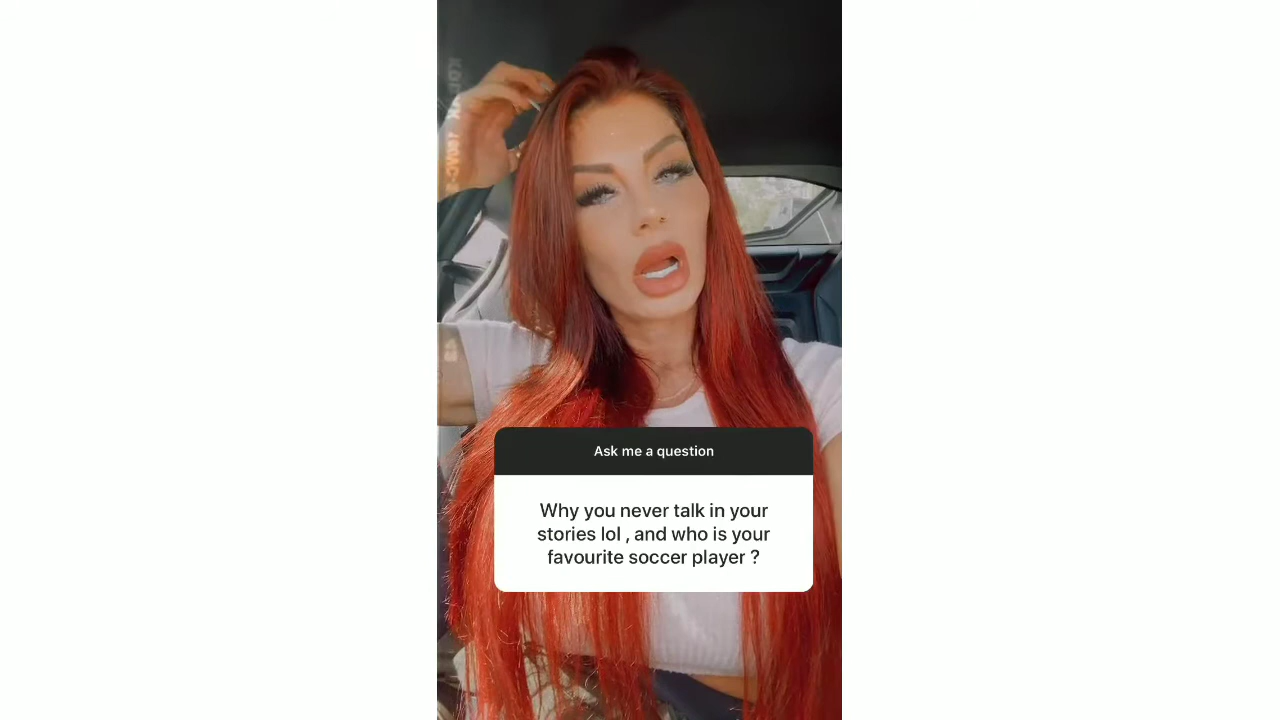 Ask me a question
Why you never talk in your
stories lol , and who is your
favourite soccer player ?